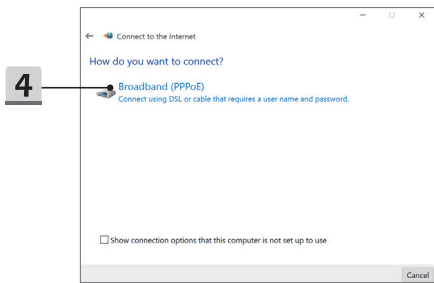 Connect to the Internet
How do you want to connect?
4
Broadband (PPPoE)
Connect using DSL or cable that requires a user name and password.
Show connection options that this computer is not set up to use
Cancel